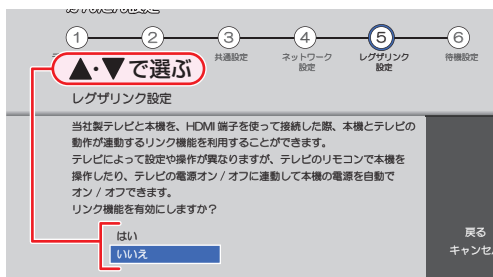 1 2 3 4 5 6
共通設定 ネットワーク設定 レグザリンク設定 待機設定
▲・▼で選ぶ
レグザリンク設定
当社製テレビと本機を、HDMI 端子を使って接続した際、本機とテレビの
動作が連動するリンク機能を利用することができます。
テレビによって設定や操作が異なりますが、テレビのリモコンで本機を
操作したり、テレビの電源オン / オフに連動して本機の電源を自動で
オン / オフできます。
リンク機能を有効にしますか？
はい
いいえ
戻る
キャンセ